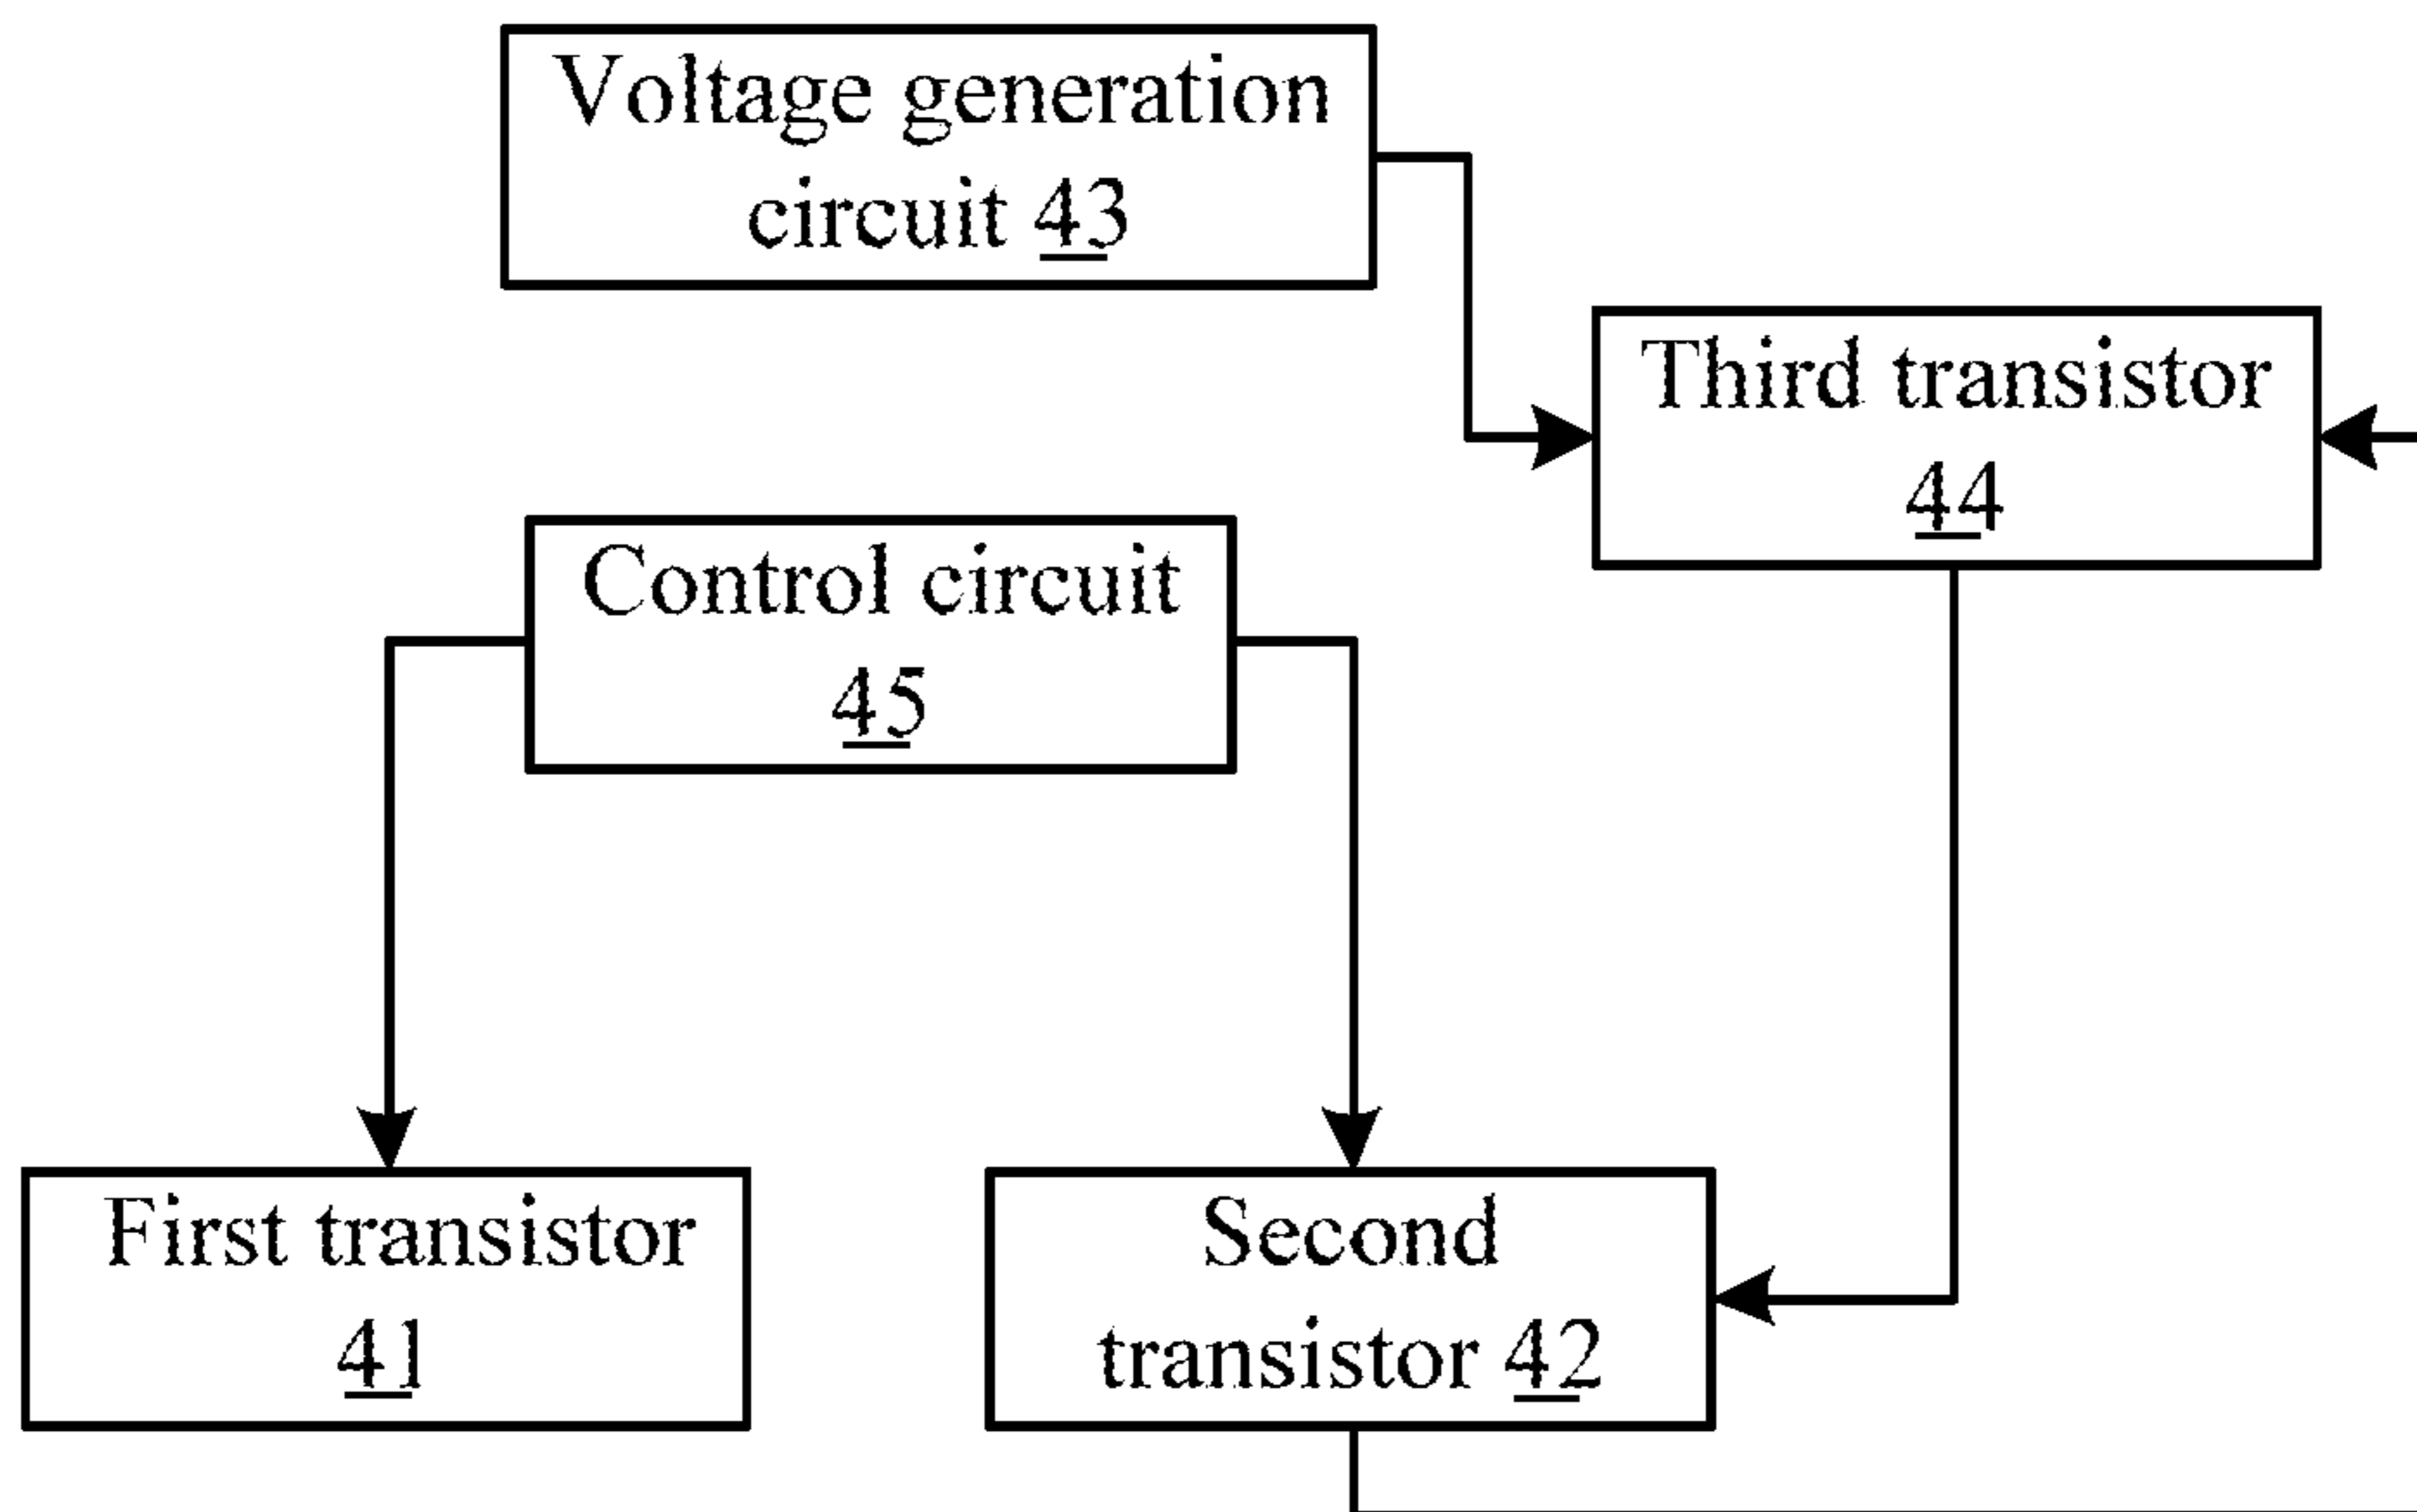 Voltage generation
circuit 43
Third transistor
44
Control circuit
45
First transistor
41
Second
transistor 42